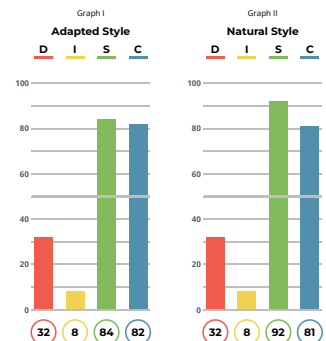 Graph I
Adapted Style
D I S C
100
80
60
40
20
0
32 8 84 82
Graph II
Natural Style
D I S C
100
80
60
40
20
0
32 8 92 81